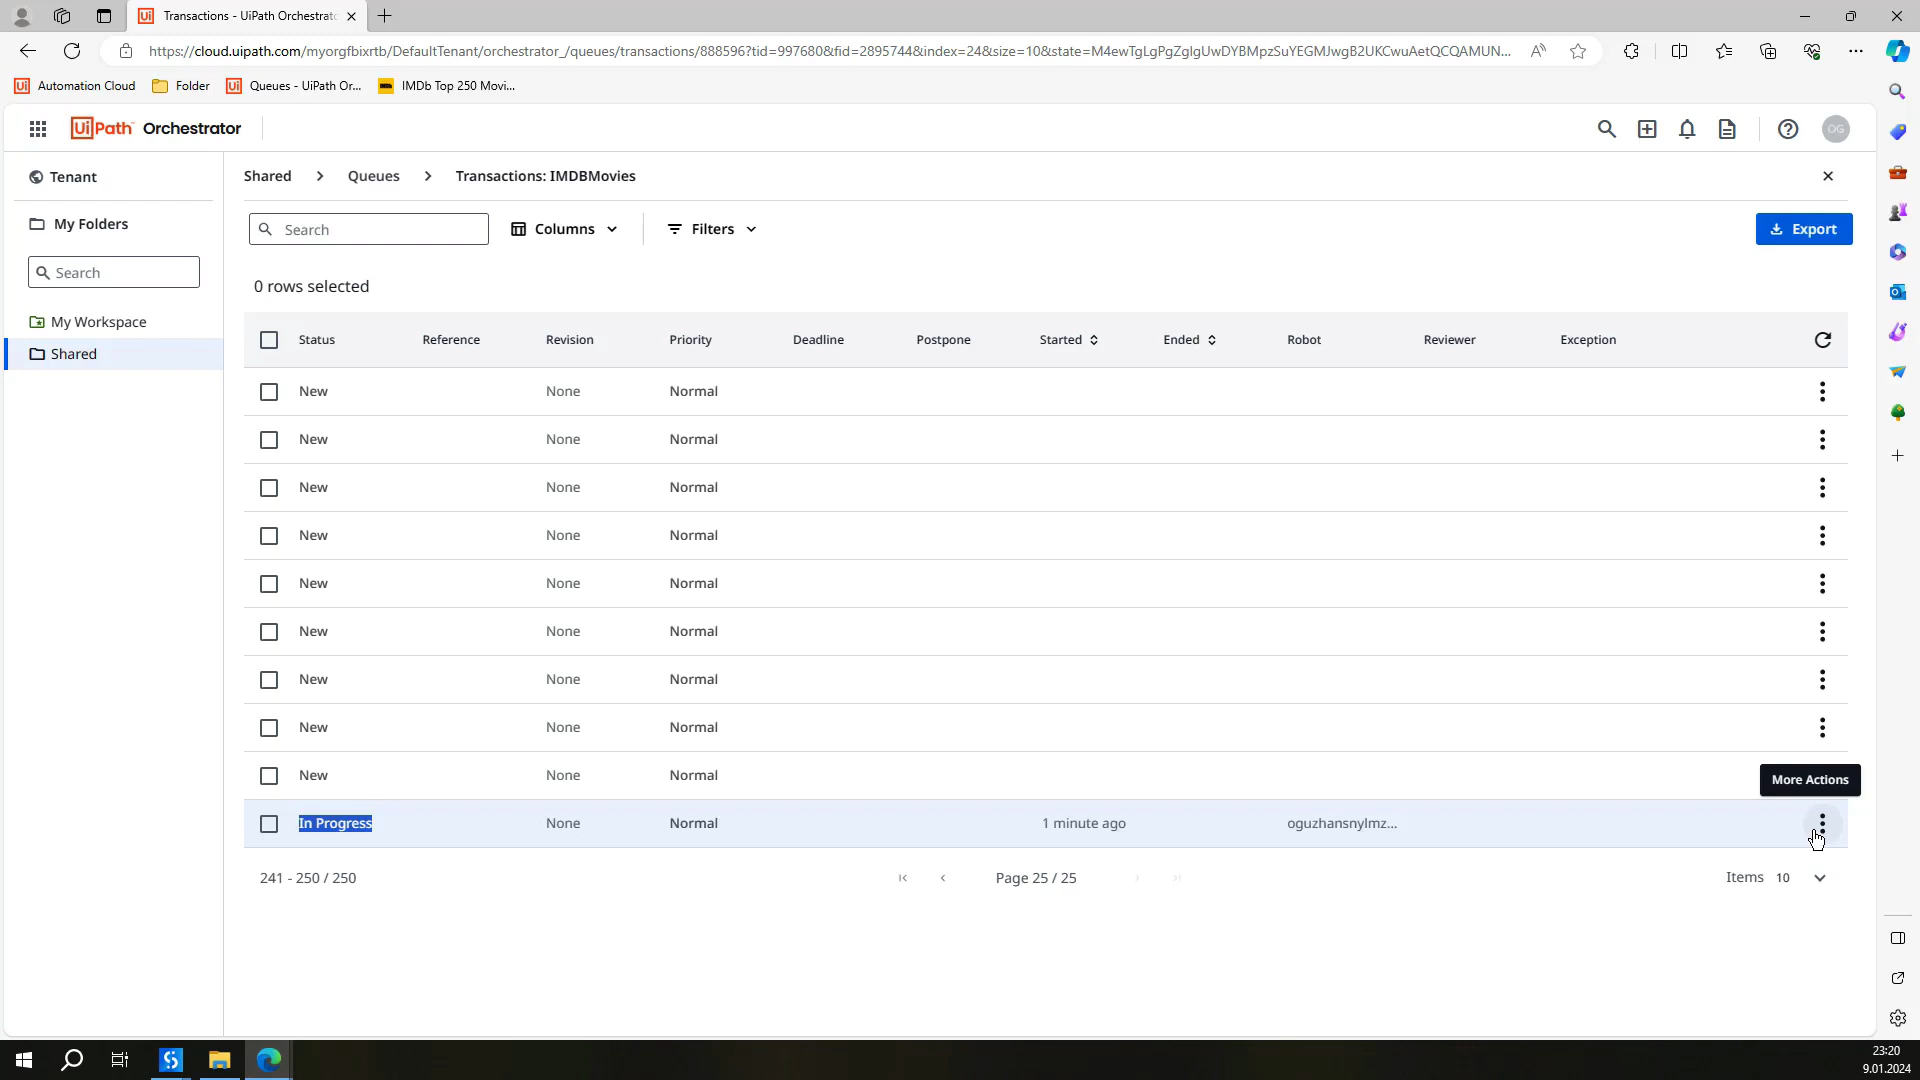 Transactions - UiPath Orchestrato
https://cloud.uipath.com/myorgfbixrtb/DefaultTenant/orchestrator_/queues/transactions/888596?tid=997680&fid=2895744&index=24&size=10&state=M4ewTgLgPgZglgUwDYBMpzSuYEGMJwgB2UKCwuAetQCQAMUN...
Automation Cloud
Folder
Queues - UiPath Or...
IMDb Top 250 Movi...
UiPath Orchestrator
OG
Tenant
My Folders
Search
My Workspace
Shared
Shared > Queues > Transactions: IMDBMovies
Search Columns Filters Export
0 rows selected
Status Reference Revision Priority Deadline Postpone Started Ended Robot Reviewer Exception
New None Normal
New None Normal
New None Normal
New None Normal
New None Normal
New None Normal
New None Normal
New None Normal
New None Normal
More Actions
In Progress None Normal 1 minute ago oguzhansnylmz...
241 - 250 / 250 Page 25 / 25 Items 10
23:20
9.01.2024